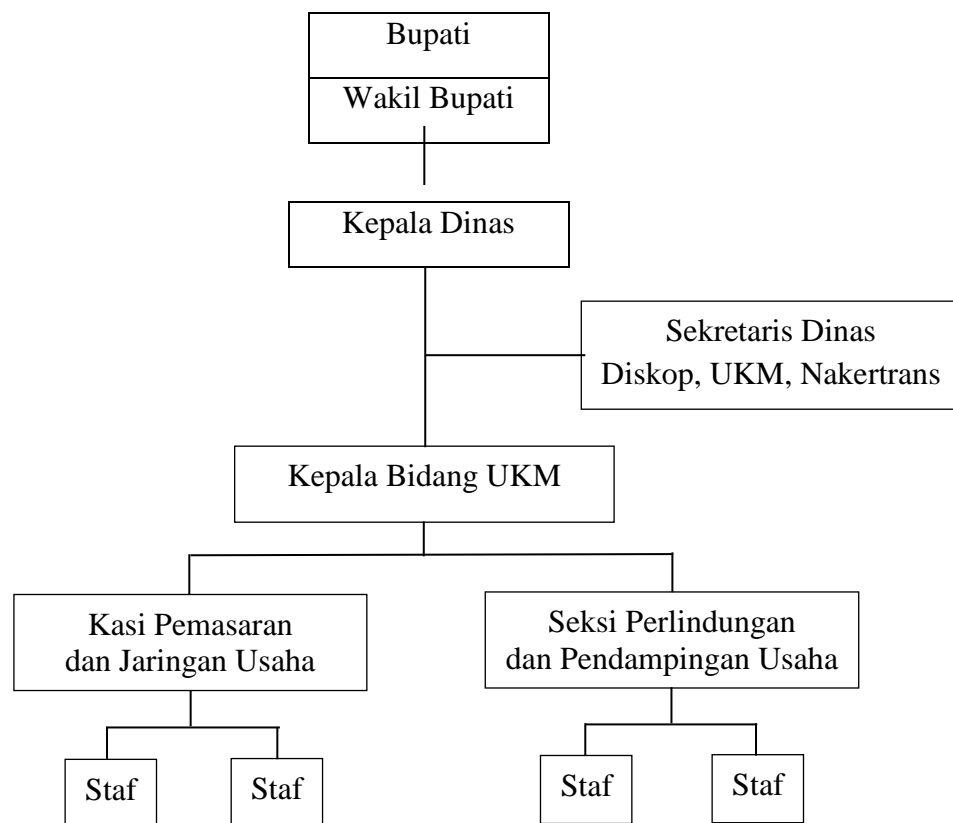 Bupati
Wakil Bupati
Kepala Dinas
Sekretaris Dinas
Diskop, UKM, Nakertrans
Kepala Bidang UKM
Kasi Pemasaran
dan Jaringan Usaha
Seksi Perlindungan
dan Pendampingan Usaha
Staf
Staf
Staf
Staf